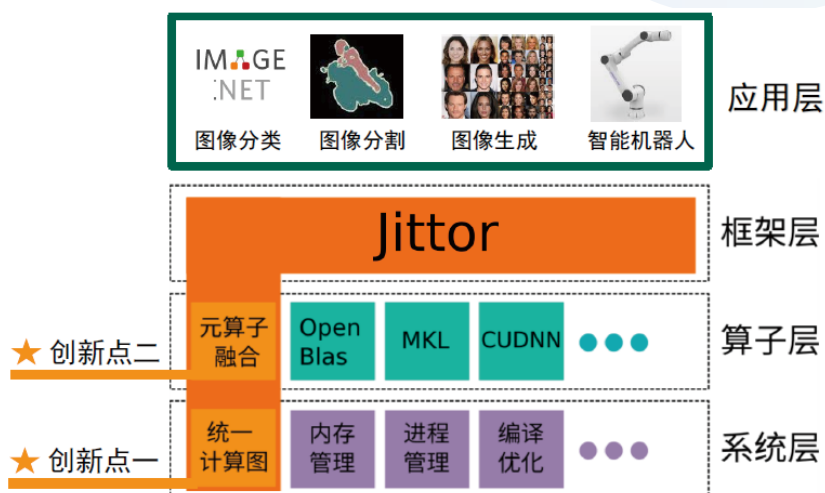 IMAGE
:NET
图像分类
图像分割
图像生成
智能机器人
应用层
Jittor
框架层
★ 创新点二
元算子
融合
Open
Blas
MKL
CUDNN
算子层
★ 创新点一
统一
计算图
内存
管理
进程
管理
编译
优化
系统层